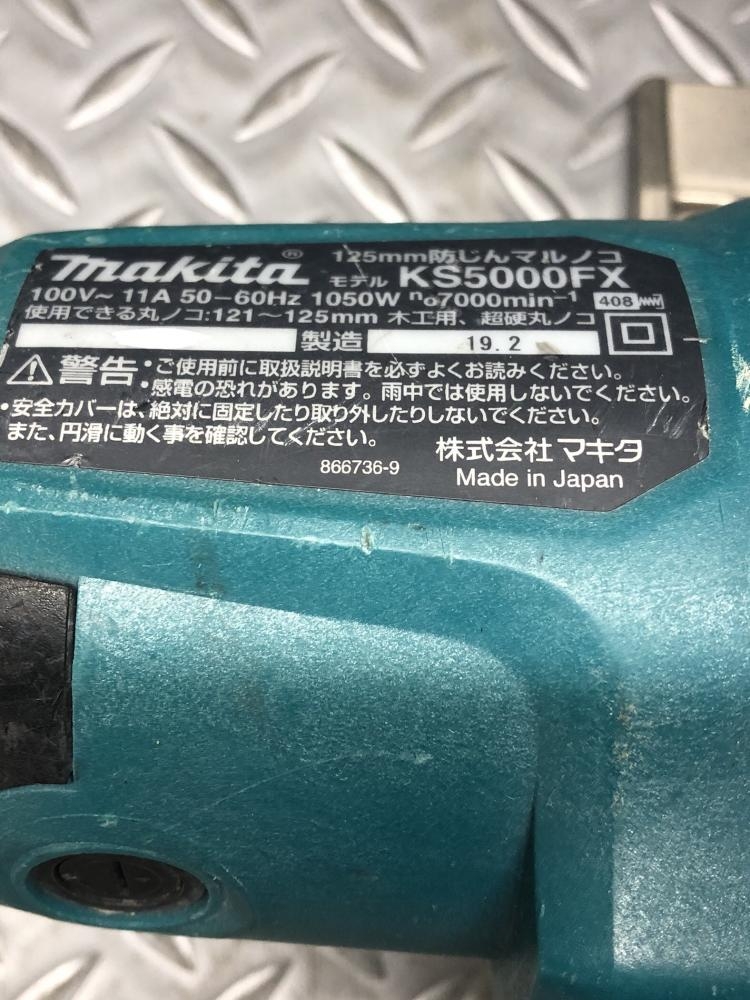 makita® 125mm防じんマルノコ
モデル KS5000FX
100V~ 11A 50-60Hz 1050W n₀7000min⁻¹ 408
使用できる丸ノコ:121~125mm 木工用、超硬丸ノコ
製造 19.2
警告・ご使用前に取扱説明書を必ずよくお読みください。
・感電の恐れがあります。雨中では使用しないでください。
・安全カバーは、絶対に固定したり取り外したりしないでください。
また、円滑に動く事を確認してください。
株式会社 マキタ
866736-9 Made in Japan